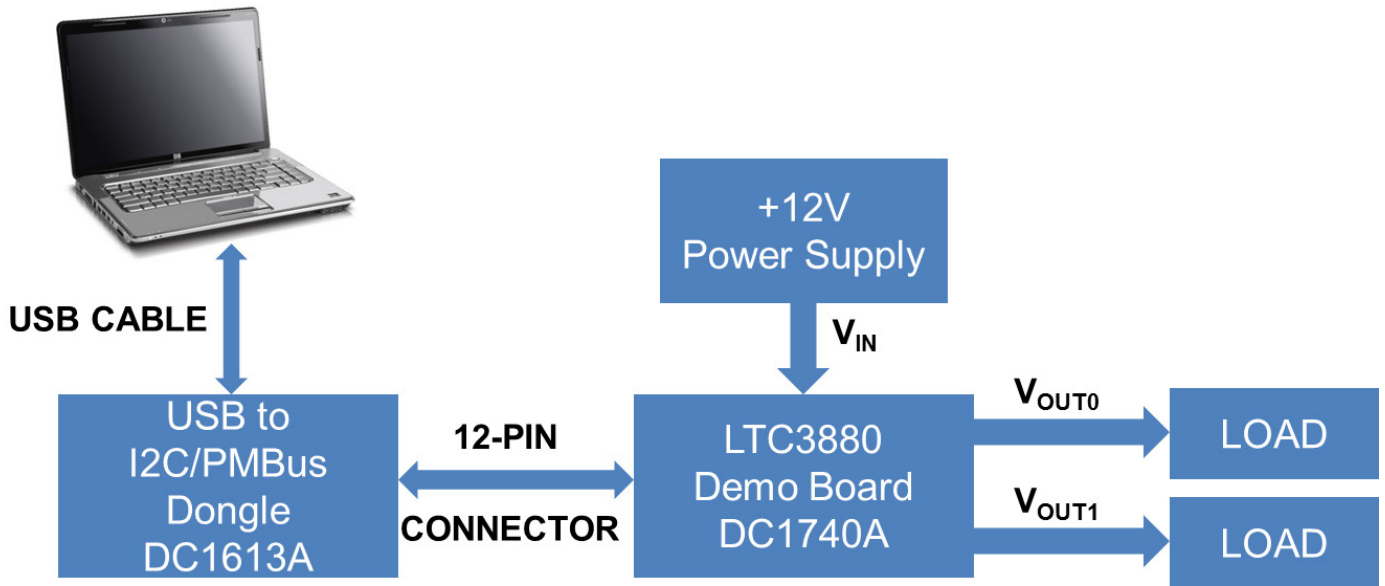 +12V
Power Supply
USB CABLE
V_IN
USB to
I2C/PMBus
Dongle
DC1613A
12-PIN
CONNECTOR
LTC3880
Demo Board
DC1740A
V_OUT0
LOAD
V_OUT1
LOAD